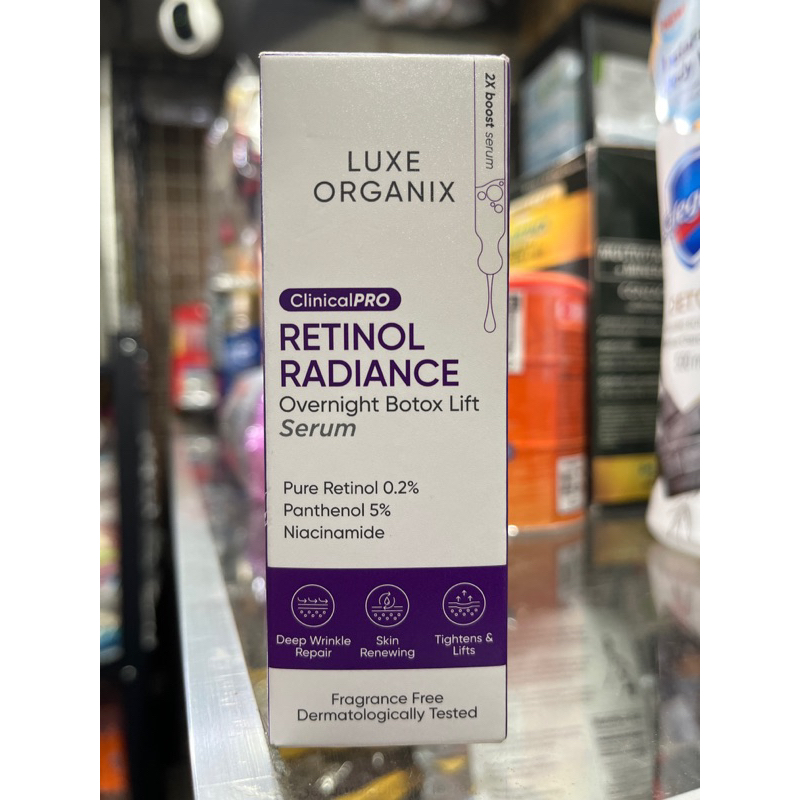 2X boost serum
LUXE
ORGANIX
ClinicalPRO
RETINOL
RADIANCE
Overnight Botox Lift
Serum
Pure Retinol 0.2%
Panthenol 5%
Niacinamide
Deep Wrinkle
Repair
Skin
Renewing
Tightens &
Lifts
Fragrance Free
Dermatologically Tested